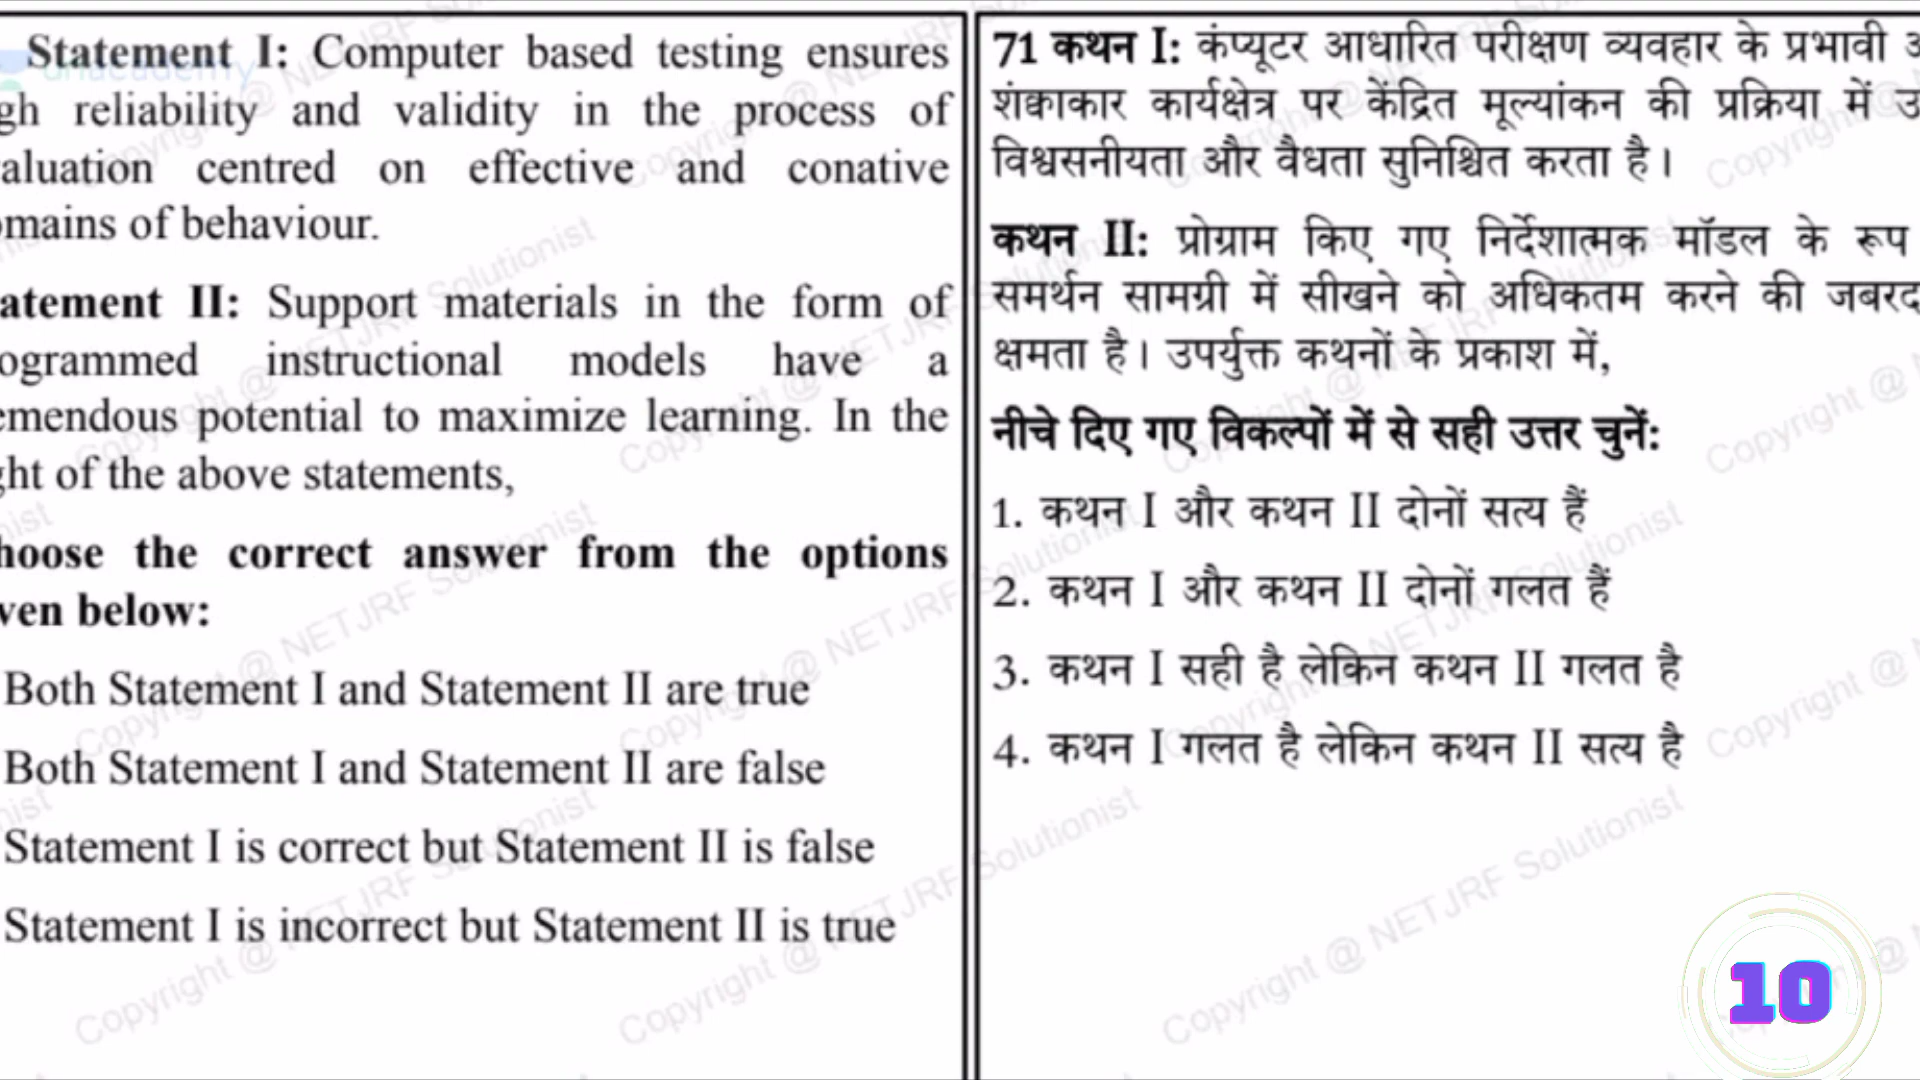 Statement I: Computer based testing ensures
gh reliability and validity in the process of
aluation centred on effective and conative
mains of behaviour.
atement II: Support materials in the form of
ogrammed instructional models have a
emendous potential to maximize learning. In the
ght of the above statements,
hoose the correct answer from the options
ven below:
Both Statement I and Statement II are true
Both Statement I and Statement II are false
Statement I is correct but Statement II is false
Statement I is incorrect but Statement II is true
71 कथन I: कंप्यूटर आधारित परीक्षण व्यवहार के प्रभावी
शंक्वाकार कार्यक्षेत्र पर केंद्रित मूल्यांकन की प्रक्रिया में
विश्वसनीयता और वैधता सुनिश्चित करता है।
कथन II: प्रोग्राम किए गए निर्देशात्मक मॉडल के रूप
समर्थन सामग्री में सीखने को अधिकतम करने की जबरद
क्षमता है। उपर्युक्त कथनों के प्रकाश में,
नीचे दिए गए विकल्पों में से सही उत्तर चुनें:
1. कथन I और कथन II दोनों सत्य हैं
2. कथन I और कथन II दोनों गलत हैं
3. कथन I सही है लेकिन कथन II गलत है
4. कथन I गलत है लेकिन कथन II सत्य है
10
Copyright @ NETJRF Solutionist